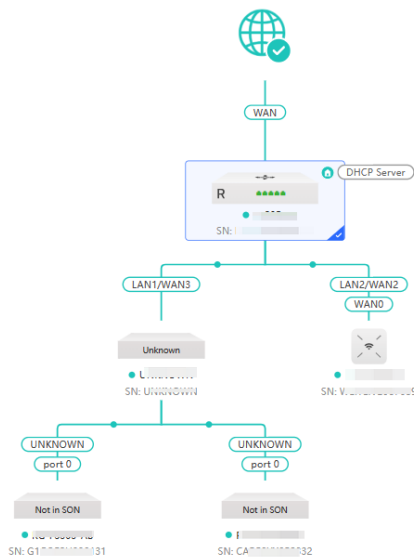 WAN
DHCP Server
R
SN:
LAN1/WAN3
LAN2/WAN2
WAN0
Unknown
SN: UNKNOWN
SN:
UNKNOWN
UNKNOWN
port 0
port 0
Not in SON
Not in SON
SN:
SN: